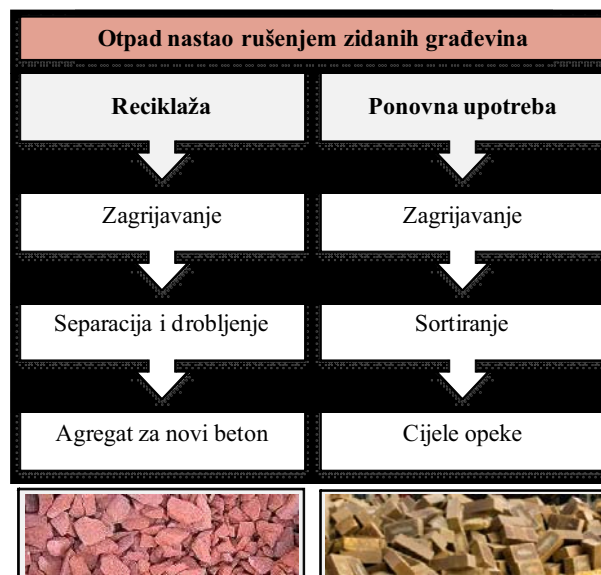 Otpad nastao rušenjem zidanih građevina
Reciklaža
Ponovna upotreba
Zagrijavanje
Zagrijavanje
Separacija i drobljenje
Sortiranje
Agregat za novi beton
Cijele opeke